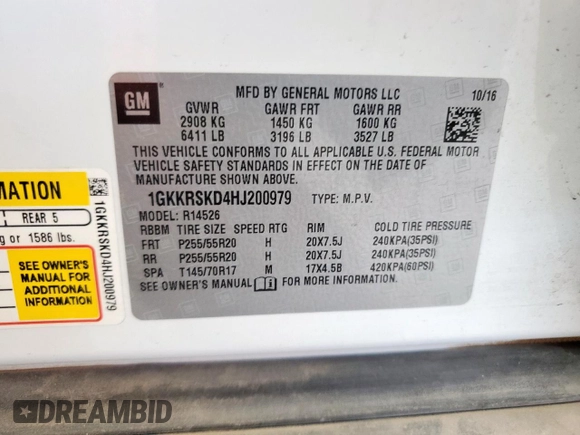 GM
MFD BY GENERAL MOTORS LLC 10/16
GVWR GAWR FRT GAWR RR
2908 KG 1450 KG 1600 KG
6411 LB 3196 LB 3527 LB
THIS VEHICLE CONFORMS TO ALL APPLICABLE U.S. FEDERAL MOTOR
VEHICLE SAFETY STANDARDS IN EFFECT ON THE DATE OF
MANUFACTURE SHOWN ABOVE.
1GKKRSKD4HJ200979 TYPE: M.P.V.
MODEL: R14526
RBBM TIRE SIZE SPEED RTG RIM COLD TIRE PRESSURE
FRT P255/55R20 H 20X7.5J 240KPA(35PSI)
RR P255/55R20 H 20X7.5J 240KPA(35PSI)
SPA T145/70R17 M 17X4.5B 420KPA(60PSI)
SEE OWNER'S MANUAL FOR MORE INFORMATION.
REAR 5
or 1586 lbs.
SEE OWNER'S
MANUAL FOR
ADDITIONAL
INFORMATION
1GKKRSKD4HJ200979
DREAMBID